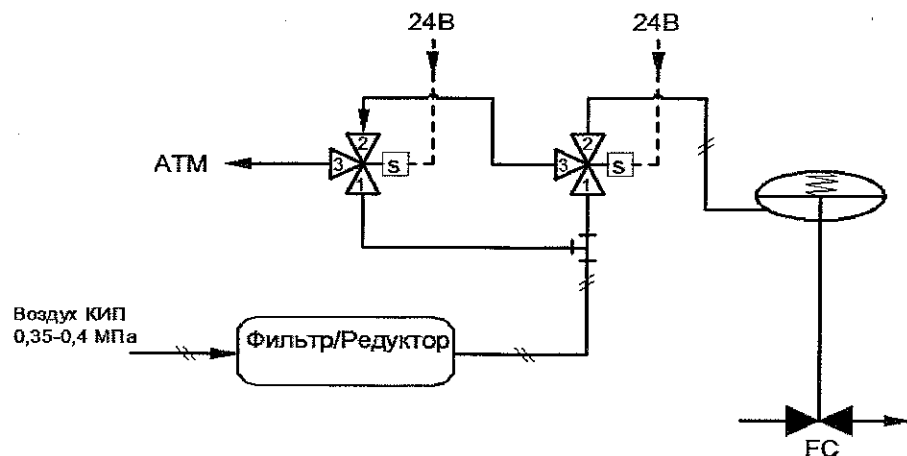 24В
24В
2
3
S
1
2
3
S
1
АТМ
Воздух КИП
0,35-0,4 МПа
Фильтр/Редуктор
FC